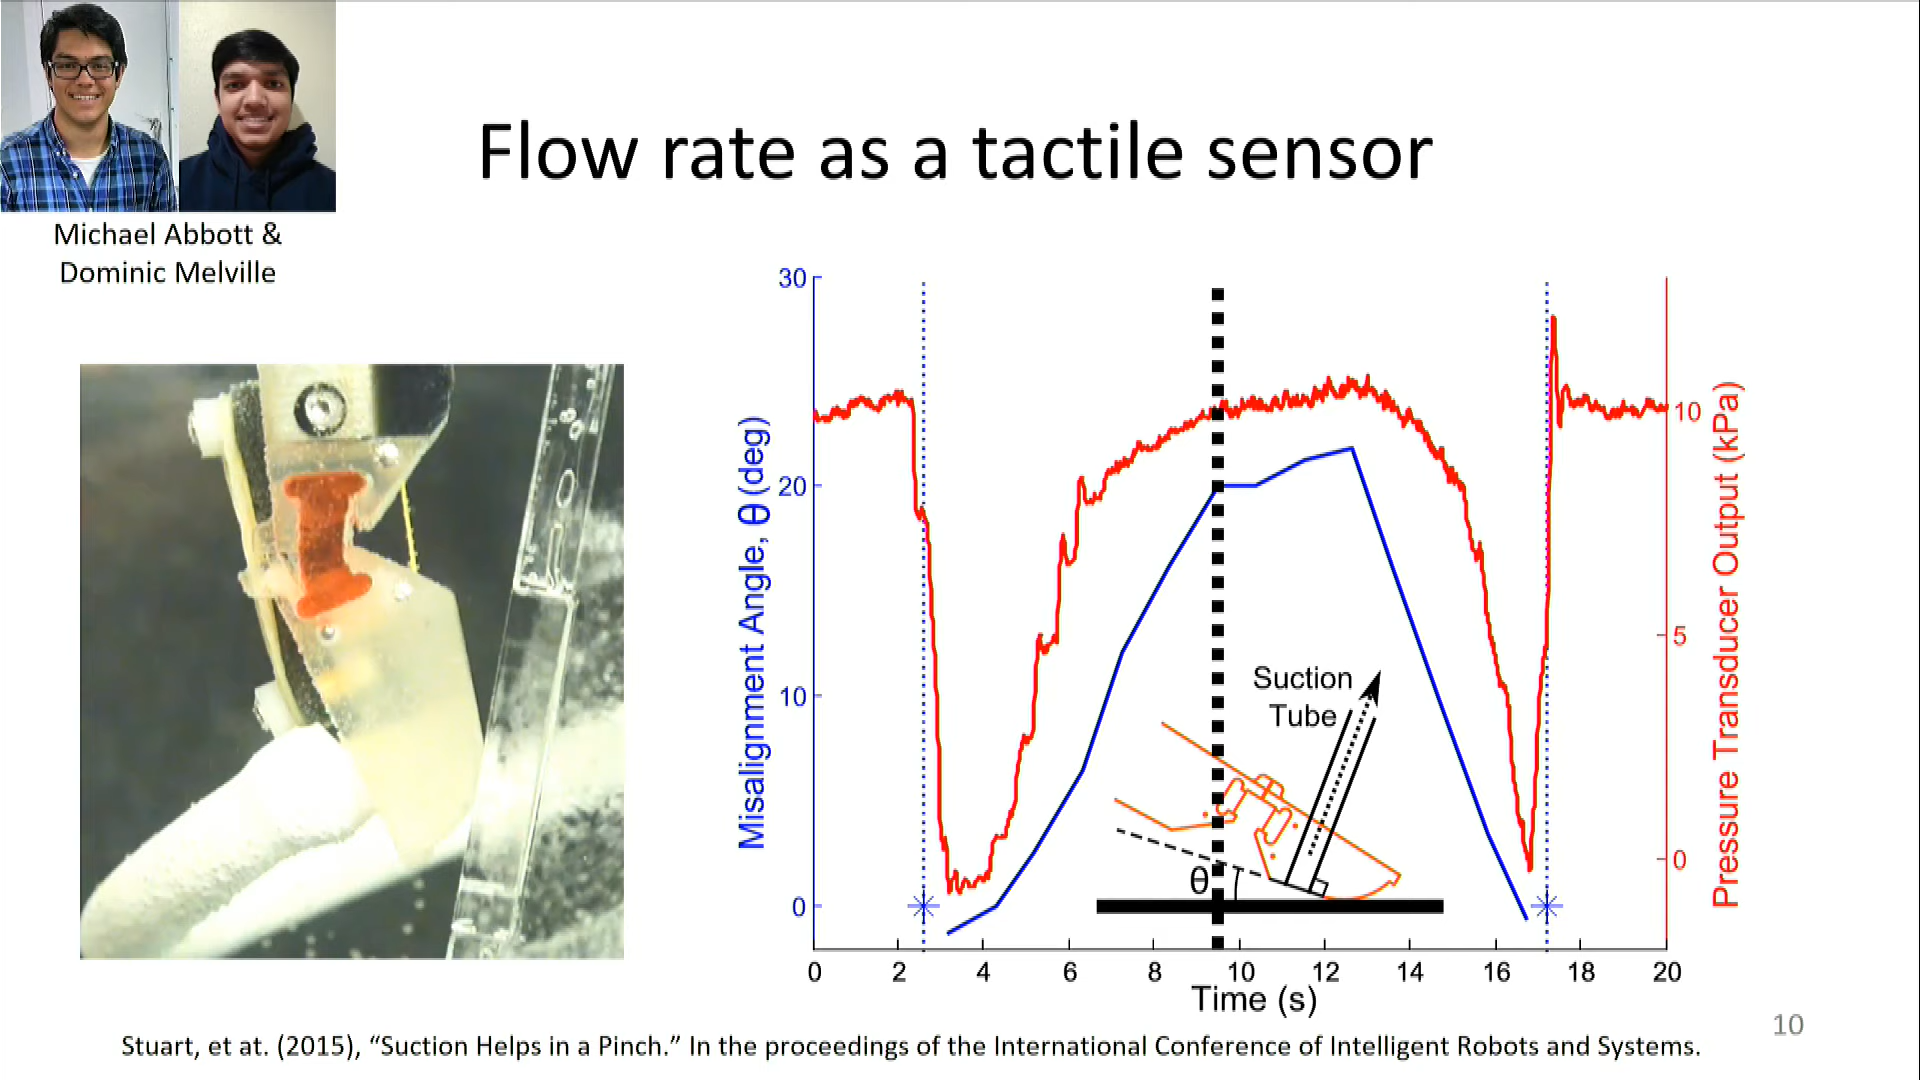 Flow rate as a tactile sensor
Michael Abbott &
Dominic Melville
30
20
10
0
Misalignment Angle, θ (deg)
10
5
0
Pressure Transducer Output (kPa)
Suction
Tube
θ
0 2 4 6 8 10 12 14 16 18 20
Time (s)
10
Stuart, et at. (2015), “Suction Helps in a Pinch.” In the proceedings of the International Conference of Intelligent Robots and Systems.